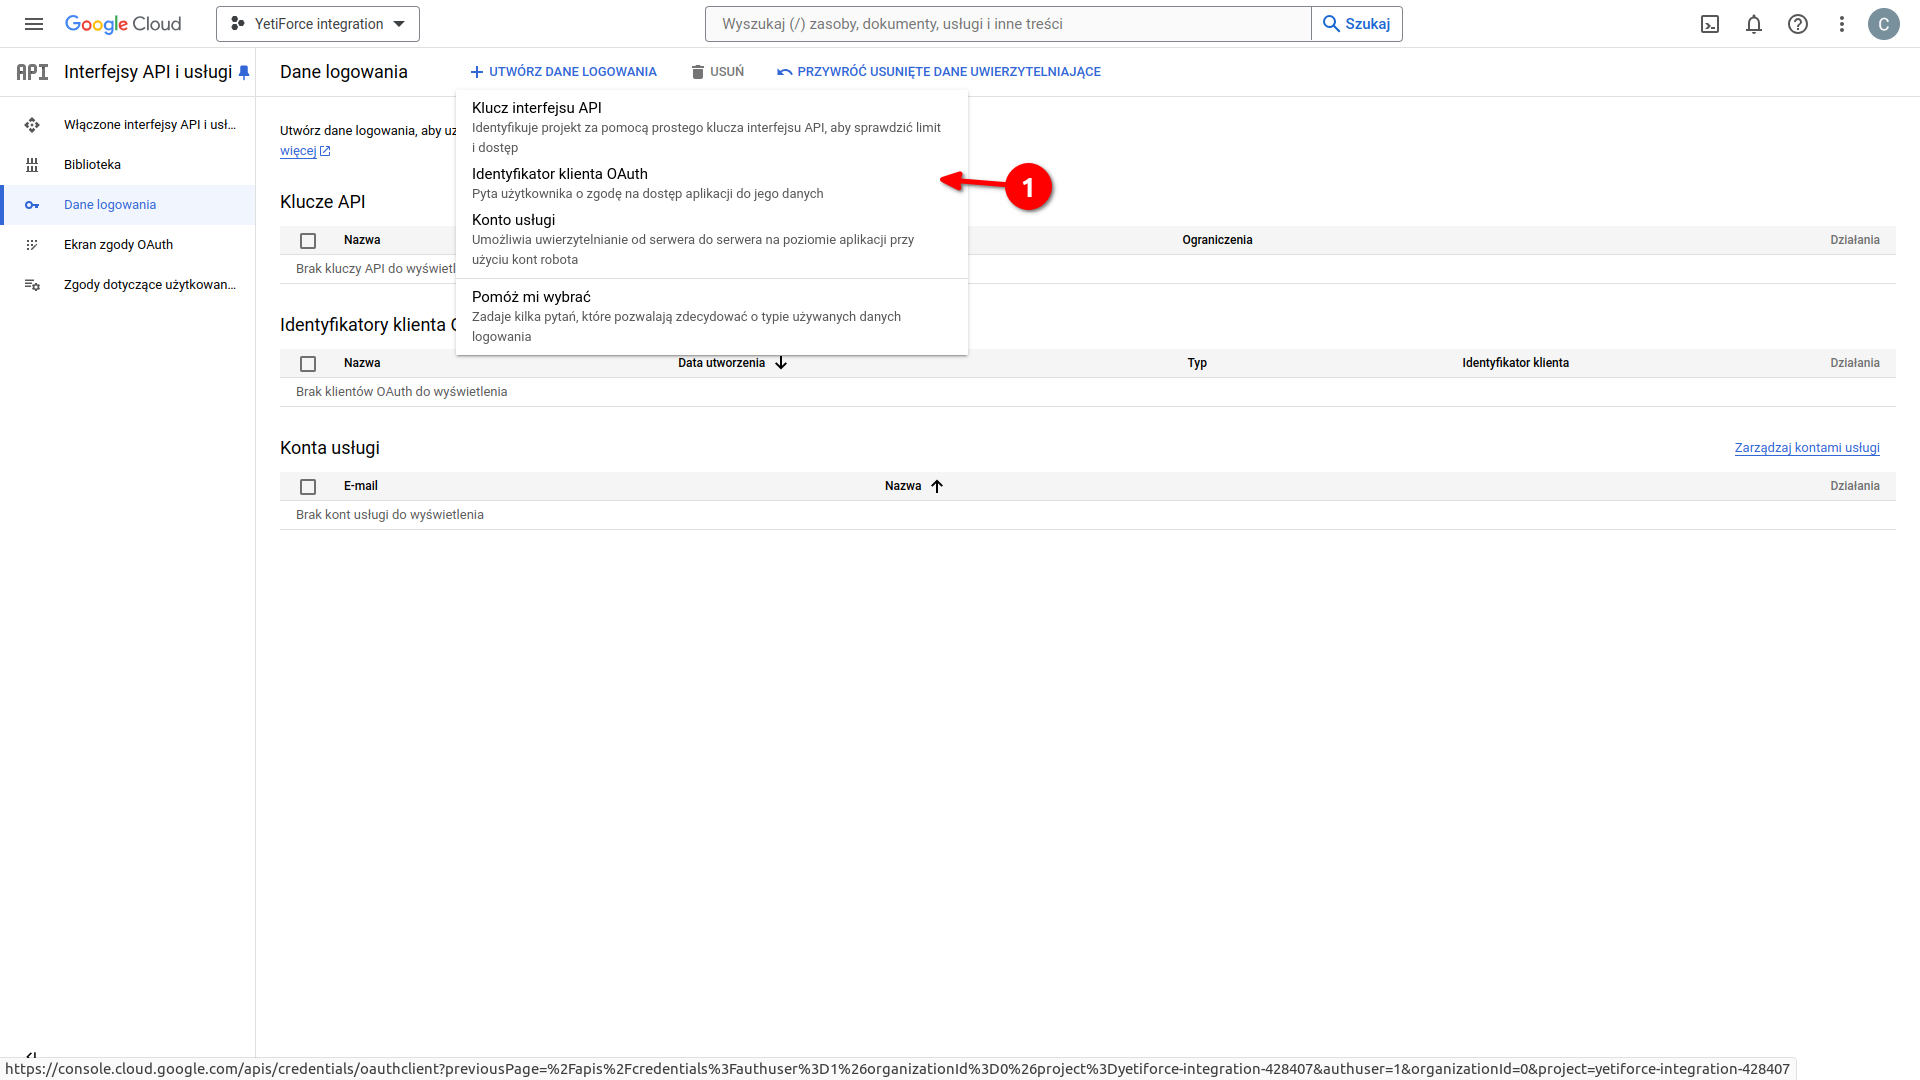 Google Cloud
YetiForce integration
Wyszukaj (/) zasoby, dokumenty, usługi i inne treści
Szukaj
C
API
Interfejsy API i usługi
Dane logowania
UTWÓRZ DANE LOGOWANIA
USUŃ
PRZYWRÓĆ USUNIĘTE DANE UWIERZYTELNIAJĄCE
Włączone interfejsy API i usł...
Biblioteka
Dane logowania
Ekran zgody OAuth
Zgody dotyczące użytkowan...
Utwórz dane logowania, aby uz
więcej
Klucz interfejsu API
Identyfikuje projekt za pomocą prostego klucza interfejsu API, aby sprawdzić limit
i dostęp
Identyfikator klienta OAuth
Pyta użytkownika o zgodę na dostęp aplikacji do jego danych
Konto usługi
Umożliwia uwierzytelnianie od serwera do serwera na poziomie aplikacji przy
użyciu kont robota
Pomóż mi wybrać
Zadaje kilka pytań, które pozwalają zdecydować o typie używanych danych
logowania
1
Klucze API
Nazwa
Ograniczenia
Działania
Brak kluczy API do wyświetl
Identyfikatory klienta
Nazwa
Data utworzenia
Typ
Identyfikator klienta
Działania
Brak klientów OAuth do wyświetlenia
Konta usługi
Zarządzaj kontami usługi
E-mail
Nazwa
Działania
Brak kont usługi do wyświetlenia
https://console.cloud.google.com/apis/credentials/oauthclient?previousPage=%2Fapis%2Fcredentials%3Fauthuser%3D1%26organizationId%3D0%26project%3Dyetiforce-integration-428407&authuser=1&organizationId=0&project=yetiforce-integration-428407